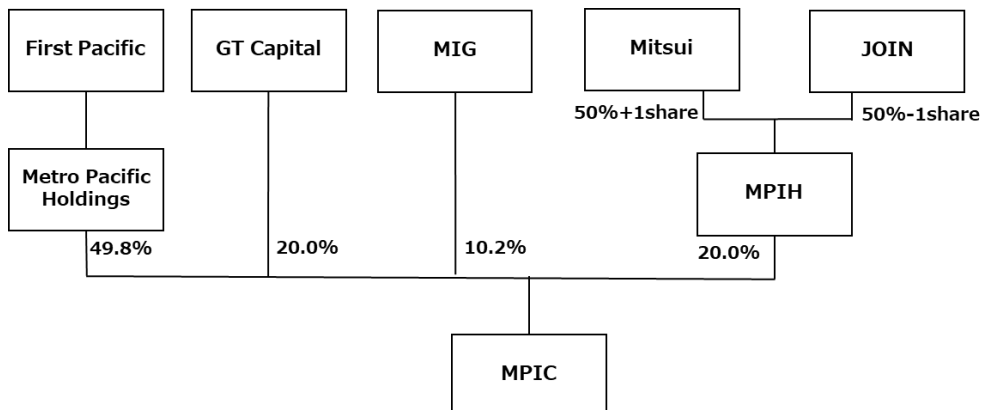 First Pacific
GT Capital
MIG
Mitsui
JOIN
50%+1share
50%-1share
Metro Pacific
Holdings
MPIH
49.8%
20.0%
10.2%
20.0%
MPIC